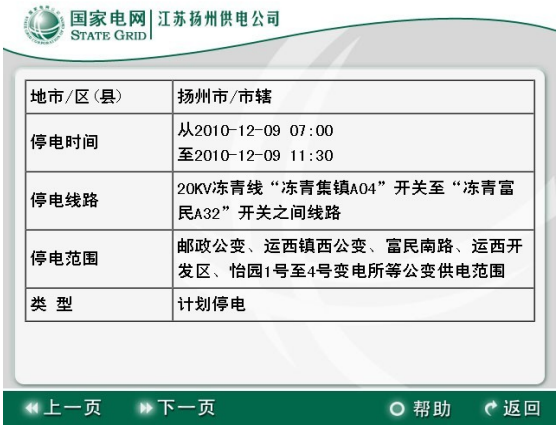 国家电网 江苏扬州供电公司
STATE GRID
地市/区(县) 扬州市/市辖
停电时间 从2010-12-09 07:00
至2010-12-09 11:30
停电线路 20KV冻青线“冻青集镇A04”开关至“冻青富
民A32”开关之间线路
停电范围 邮政公变、运西镇西公变、富民南路、运西开
发区、怡园1号至4号变电所等公变供电范围
类 型 计划停电
上一页 下一页 帮助 返回